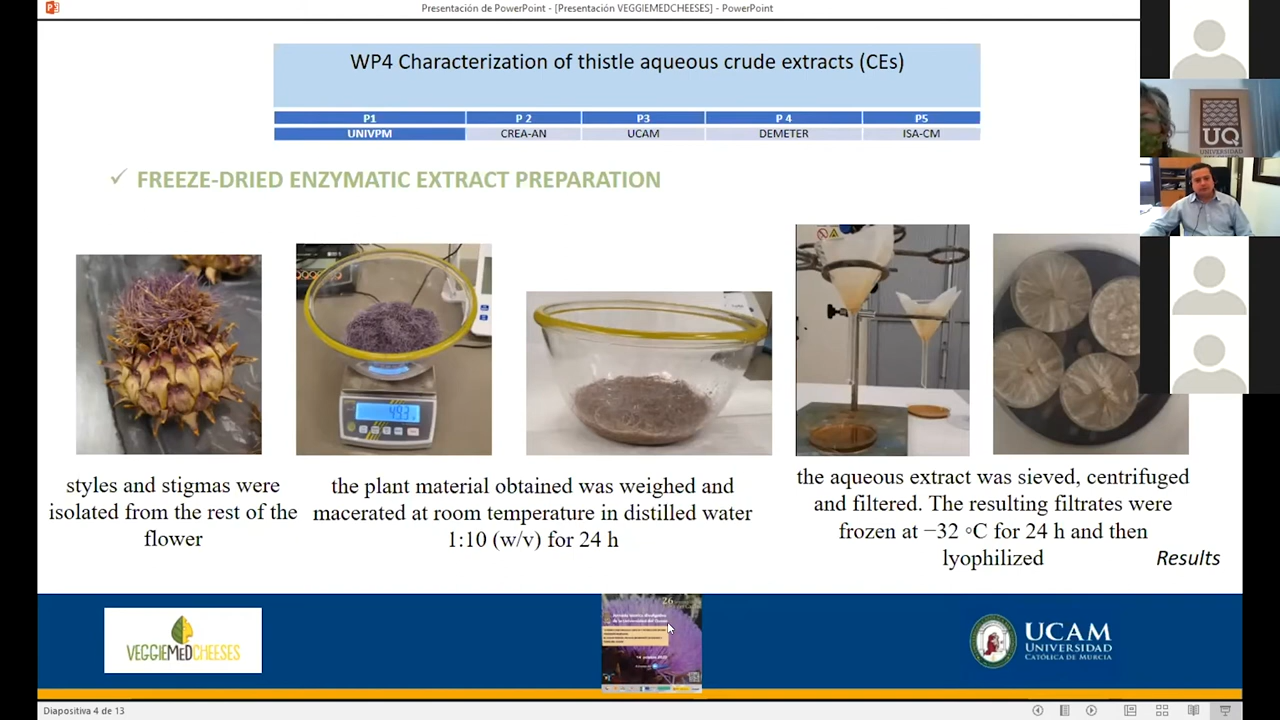 Presentación de PowerPoint - [Presentación VEGGIEMEDCHEESES] - PowerPoint
WP4 Characterization of thistle aqueous crude extracts (CEs)
P1 P 2 P3 P 4 P5
UNIVPM CREA-AN UCAM DEMETER ISA-CM
✓ FREEZE-DRIED ENZYMATIC EXTRACT PREPARATION
UQ
UNIVERSIDAD
493
styles and stigmas were
isolated from the rest of the
flower
the plant material obtained was weighed and
macerated at room temperature in distilled water
1:10 (w/v) for 24 h
the aqueous extract was sieved, centrifuged
and filtered. The resulting filtrates were
frozen at −32 ◦C for 24 h and then
lyophilized
Results
VEGGIEMEDCHEESES
26
UCAM
UNIVERSIDAD
CATÓLICA DE MURCIA
Diapositiva 4 de 13